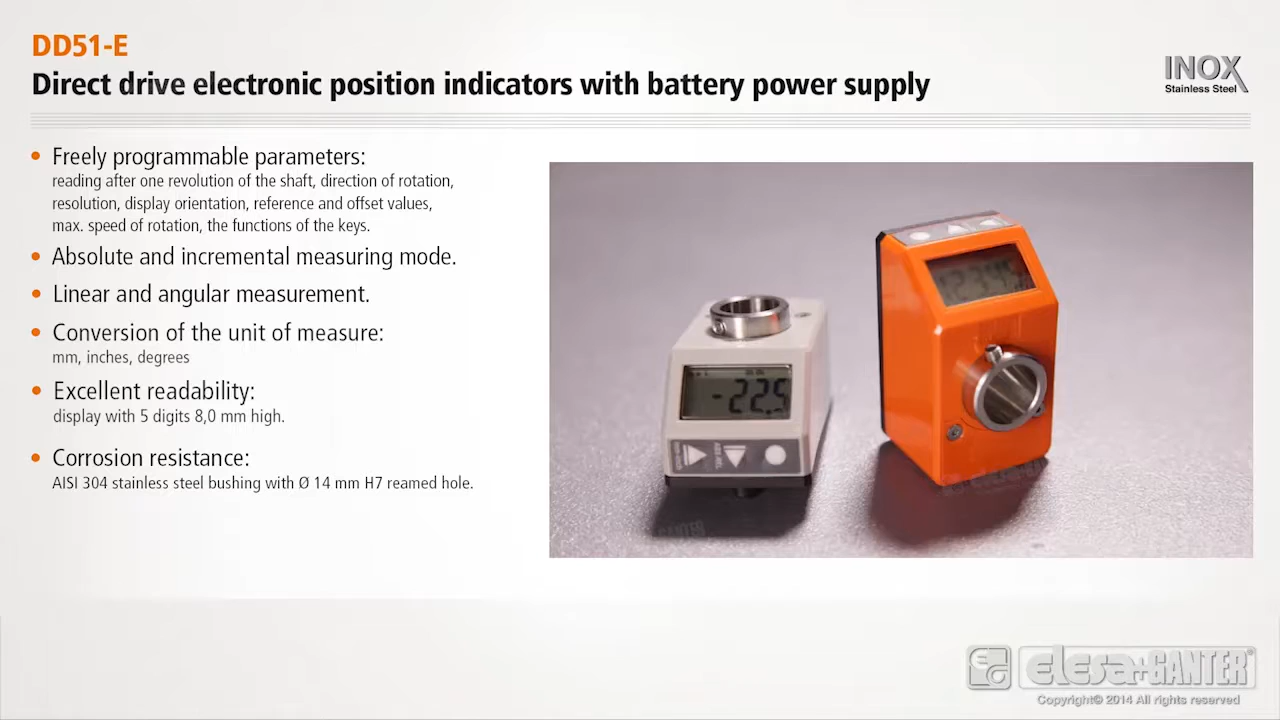 DD51-E
Direct drive electronic position indicators with battery power supply
INOX
Stainless Steel
• Freely programmable parameters:
reading after one revolution of the shaft, direction of rotation,
resolution, display orientation, reference and offset values,
max. speed of rotation, the functions of the keys.
• Absolute and incremental measuring mode.
• Linear and angular measurement.
• Conversion of the unit of measure:
mm, inches, degrees
• Excellent readability:
display with 5 digits 8,0 mm high.
• Corrosion resistance:
AISI 304 stainless steel bushing with Ø 14 mm H7 reamed hole.
-22.5
12345
elesa+GANTER®
Copyright© 2014 All rights reserved